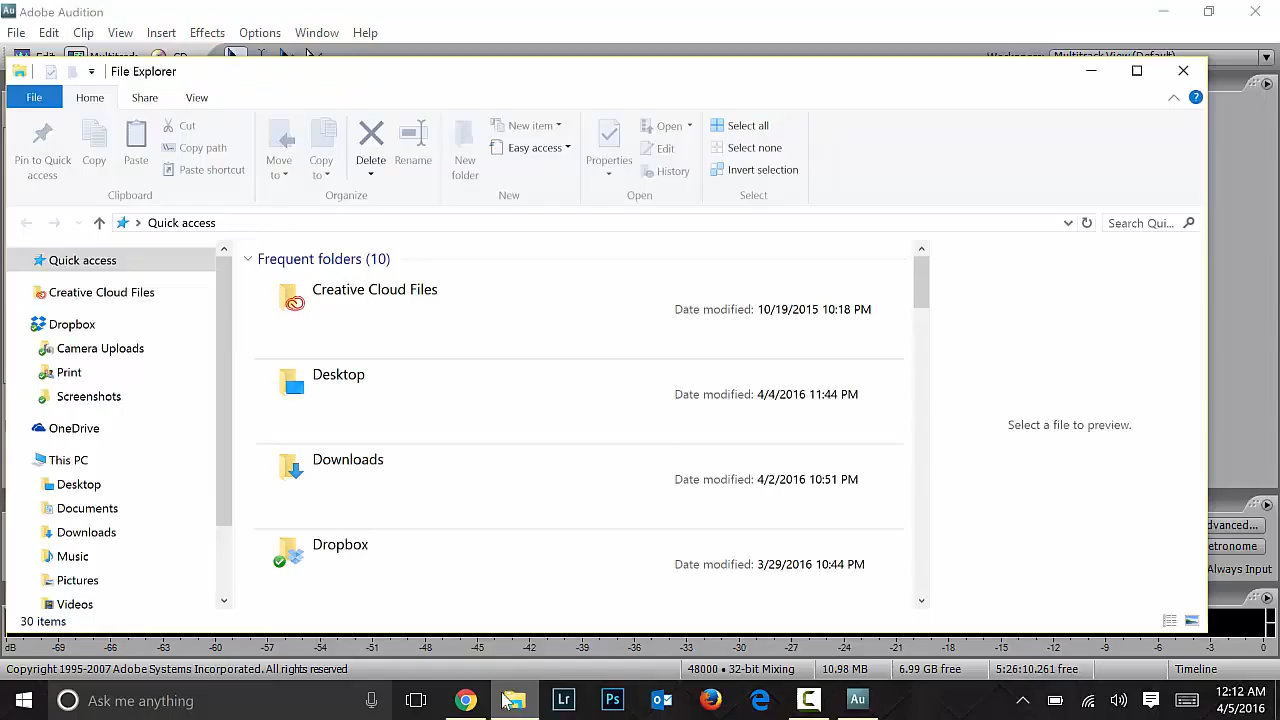 Au Adobe Audition
File Edit Clip View Insert Effects Options Window Help
File Explorer
File Home Share View
Pin to Quick access
Copy
Paste
Cut
Copy path
Paste shortcut
Clipboard
Move to
Copy to
Delete
Rename
Organize
New folder
New item
Easy access
New
Properties
Open
Edit
History
Open
Select all
Select none
Invert selection
Select
Quick access
Search Qui...
Quick access
Creative Cloud Files
Dropbox
Camera Uploads
Print
Screenshots
OneDrive
This PC
Desktop
Documents
Downloads
Music
Pictures
Videos
Frequent folders (10)
Creative Cloud Files
Date modified: 10/19/2015 10:18 PM
Desktop
Date modified: 4/4/2016 11:44 PM
Downloads
Date modified: 4/2/2016 10:51 PM
Dropbox
Date modified: 3/29/2016 10:44 PM
Select a file to preview.
dvanced...
etronome
Always Input
30 items
dB -69 -66 -63 -60 -57 -54 -51 -48 -45 -42 -39 -36 -33 -30 -27 -24 -21 -18 -15 -12 -9 -6 -3 0
Copyright 1995-2007 Adobe Systems Incorporated. All rights reserved 48000 • 32-bit Mixing 10.98 MB 6.99 GB free 5:26:10.261 free Timeline
Ask me anything
Lr Ps Au
12:12 AM
4/5/2016